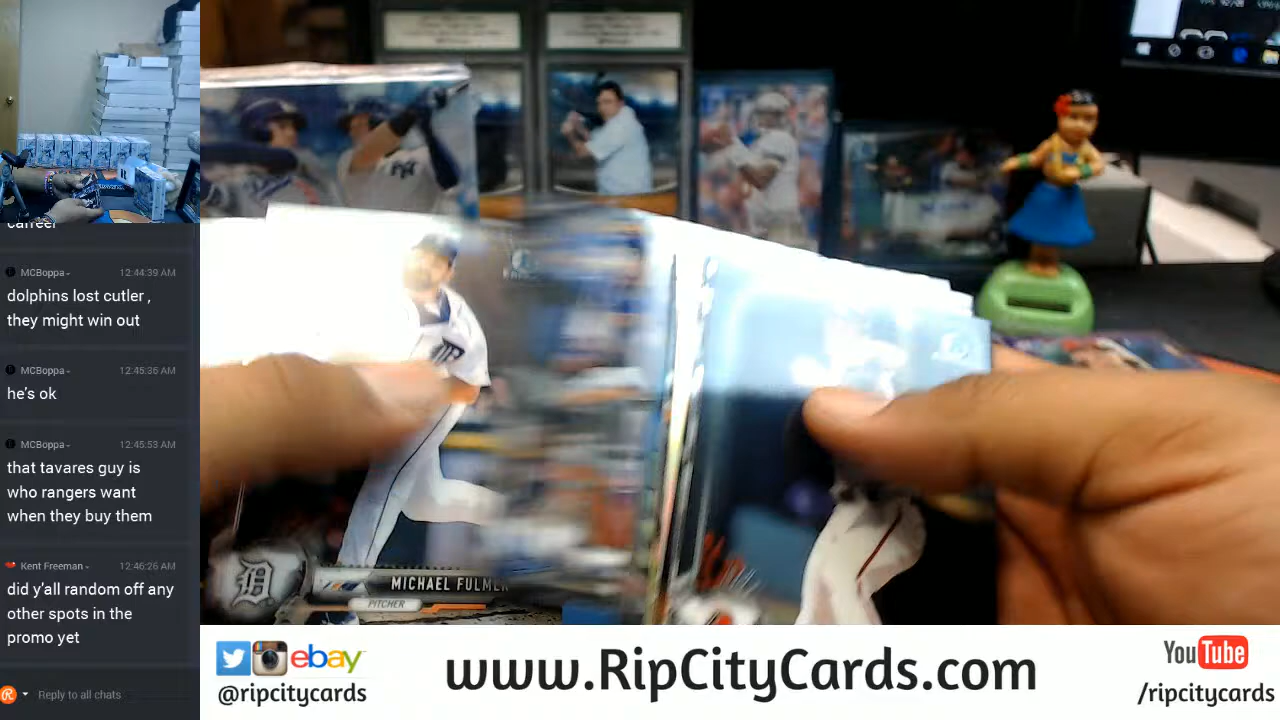 carreer
MCBoppa-
12:44:39 AM
dolphins lost cutler ,
they might win out
MCBoppa-
12:45:36 AM
he's ok
MCBoppa-
12:45:53 AM
that tavares guy is
who rangers want
when they buy them
Kent Freeman-
12:46:26 AM
did y'all random off any
other spots in the
promo yet
Reply to all chats
D
MICHAEL FULMER
PITCHER
ebay
@ripcitycards
www.RipCityCards.com
YouTube
/ripcitycards